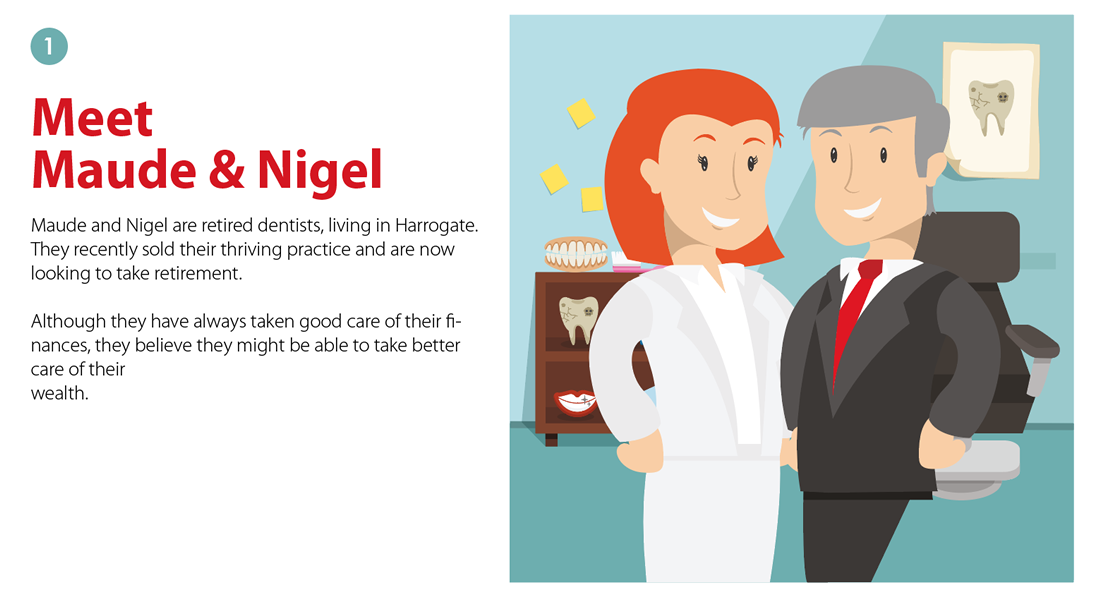 1
Meet
Maude & Nigel
Maude and Nigel are retired dentists, living in Harrogate.
They recently sold their thriving practice and are now
looking to take retirement.
Although they have always taken good care of their fi-
nances, they believe they might be able to take better
care of their
wealth.